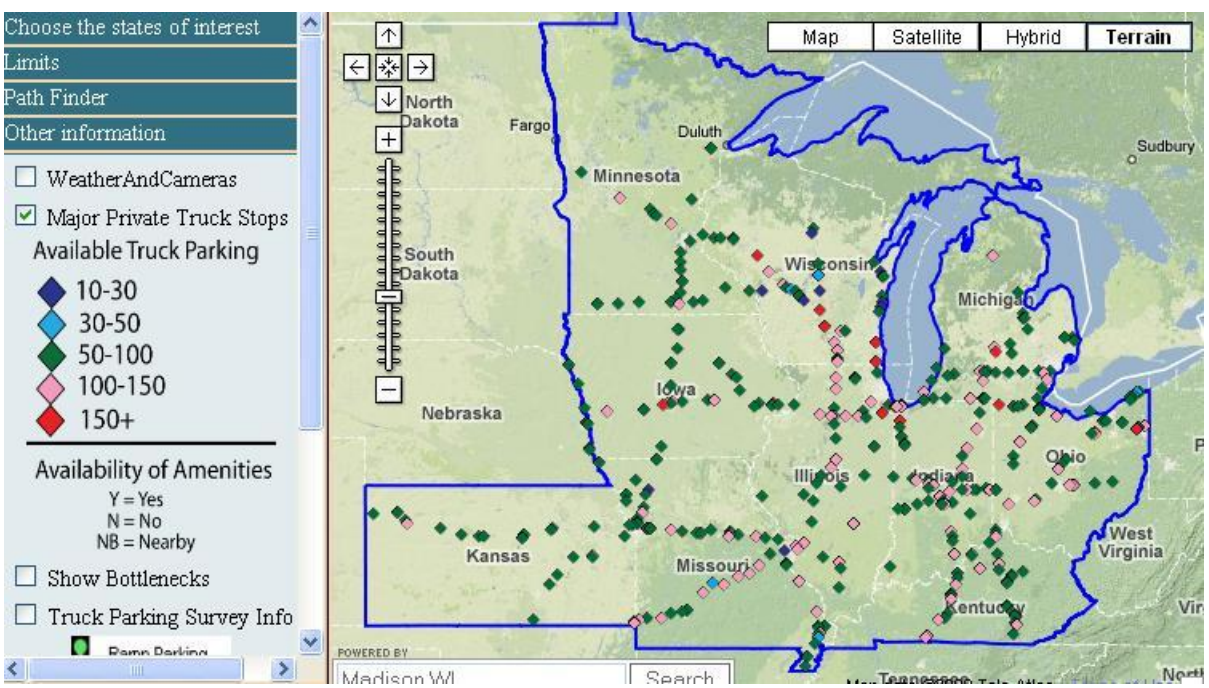 Choose the states of interest
Limits
Path Finder
Other information
WeatherAndCameras
Major Private Truck Stops
Available Truck Parking
10-30
30-50
50-100
100-150
150+
Availability of Amenities
Y = Yes
N = No
NB = Nearby
Show Bottlenecks
Truck Parking Survey Info
Ramp Parking
Map
Satellite
Hybrid
Terrain
North
Dakota
Fargo
Duluth
Sudbury
Minnesota
South
Dakota
Wisconsin
Michigan
Iowa
Nebraska
Ohio
Illinois
Indiana
West
Virginia
Kansas
Missouri
Kentucky
Vir
POWERED BY
Madison WI
Search
Tennessee